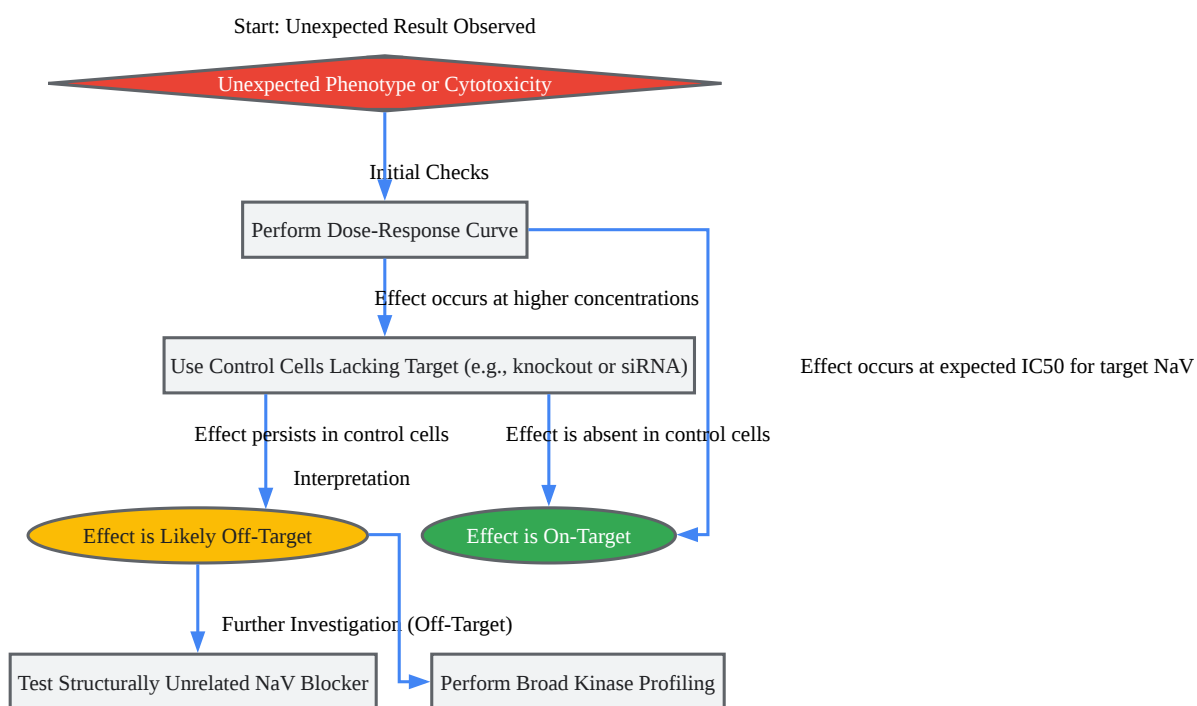 Start: Unexpected Result Observed
Unexpected Phenotype or Cytotoxicity
Initial Checks
Perform Dose-Response Curve
Effect occurs at higher concentrations
Use Control Cells Lacking Target (e.g., knockout or siRNA)
Effect occurs at expected IC50 for target NaV
Effect persists in control cells
Effect is absent in control cells
Interpretation
Effect is Likely Off-Target
Effect is On-Target
Further Investigation (Off-Target)
Test Structurally Unrelated NaV Blocker
Perform Broad Kinase Profiling